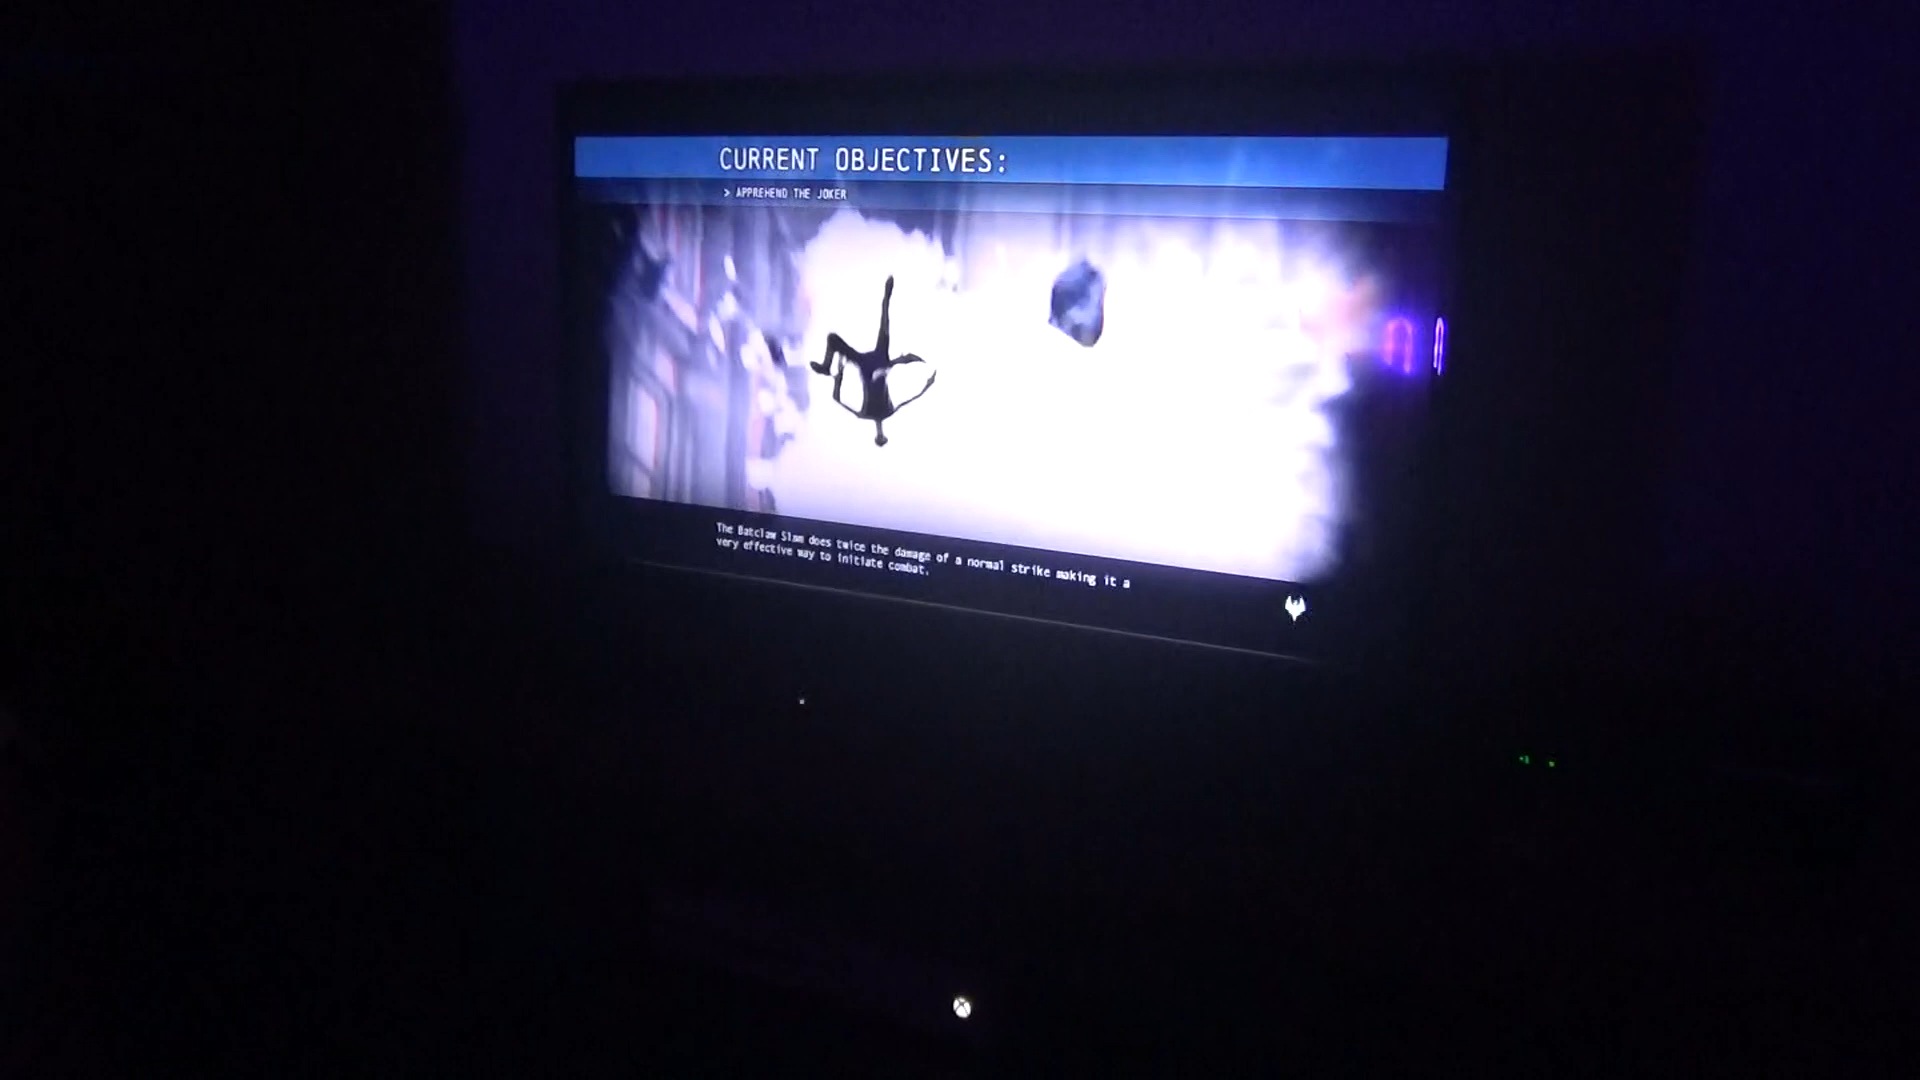 CURRENT OBJECTIVES:
> APPREHEND THE JOKER
The Batclaw Slam does twice the damage of a normal strike making it a
very effective way to initiate combat.